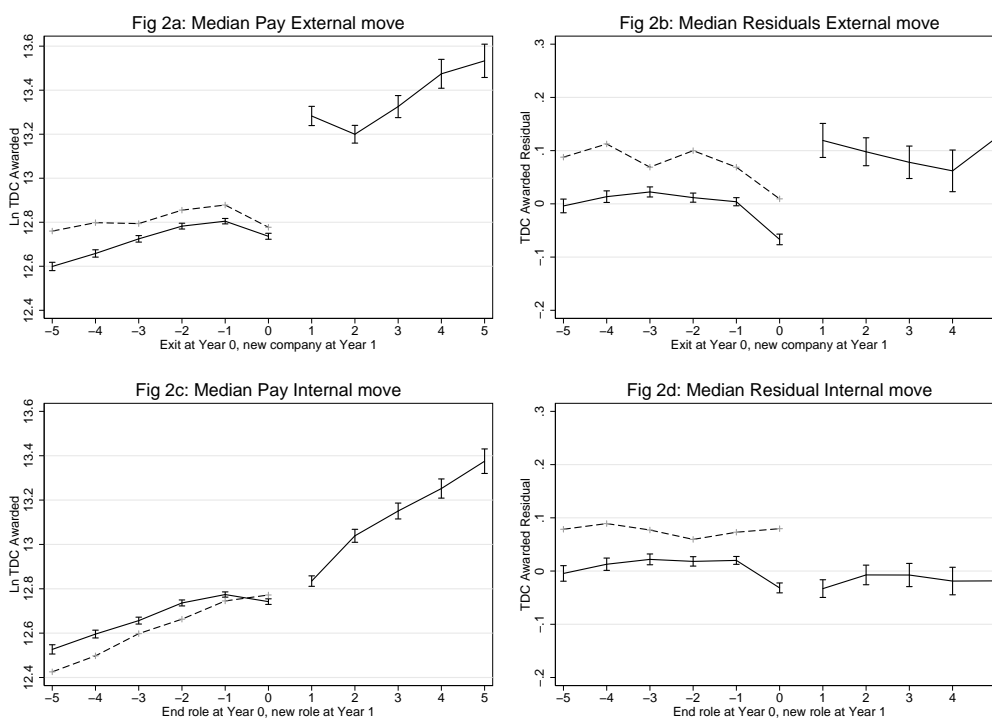 Fig 2a: Median Pay External move
Ln TDC Awarded
12.4 12.6 12.8 13 13.2 13.4 13.6
−5 −4 −3 −2 −1 0 1 2 3 4 5
Exit at Year 0, new company at Year 1
Fig 2b: Median Residuals External move
TDC Awarded Residual
−.2 −.1 0 .1 .2 .3
−5 −4 −3 −2 −1 0 1 2 3 4
Exit at Year 0, new company at Year 1
Fig 2c: Median Pay Internal move
Ln TDC Awarded
12.4 12.6 12.8 13 13.2 13.4 13.6
−5 −4 −3 −2 −1 0 1 2 3 4 5
End role at Year 0, new role at Year 1
Fig 2d: Median Residual Internal move
TDC Awarded Residual
−.2 −.1 0 .1 .2 .3
−5 −4 −3 −2 −1 0 1 2 3 4
End role at Year 0, new role at Year 1